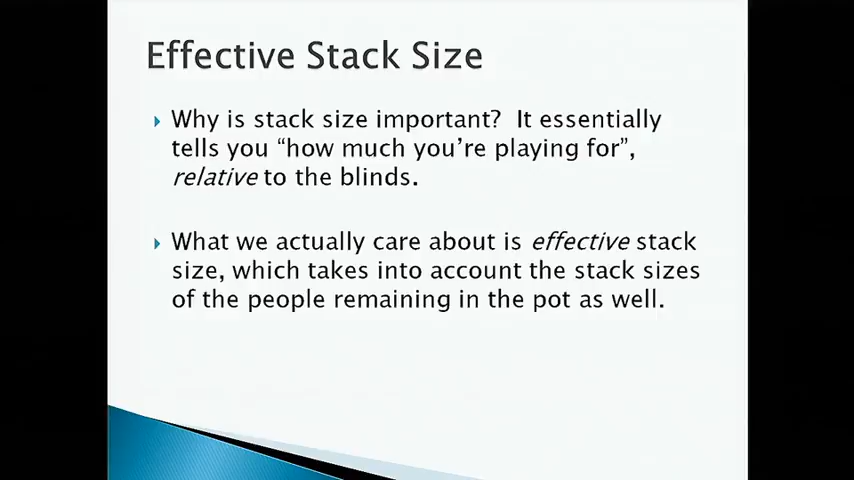 Effective Stack Size
Why is stack size important?  It essentially
tells you “how much you’re playing for”,
relative to the blinds.
What we actually care about is effective stack
size, which takes into account the stack sizes
of the people remaining in the pot as well.